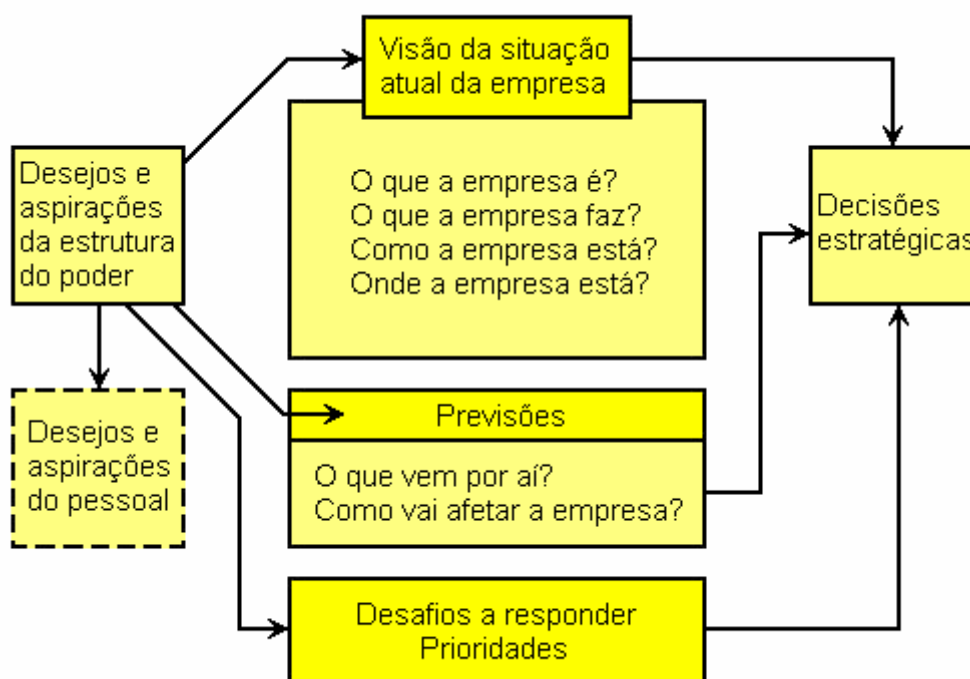 Visão da situação
atual da empresa
O que a empresa é?
O que a empresa faz?
Como a empresa está?
Onde a empresa está?
Desejos e
aspirações
da estrutura
do poder
Decisões
estratégicas
Desejos e
aspirações
do pessoal
Previsões
O que vem por aí?
Como vai afetar a empresa?
Desafios a responder
Prioridades